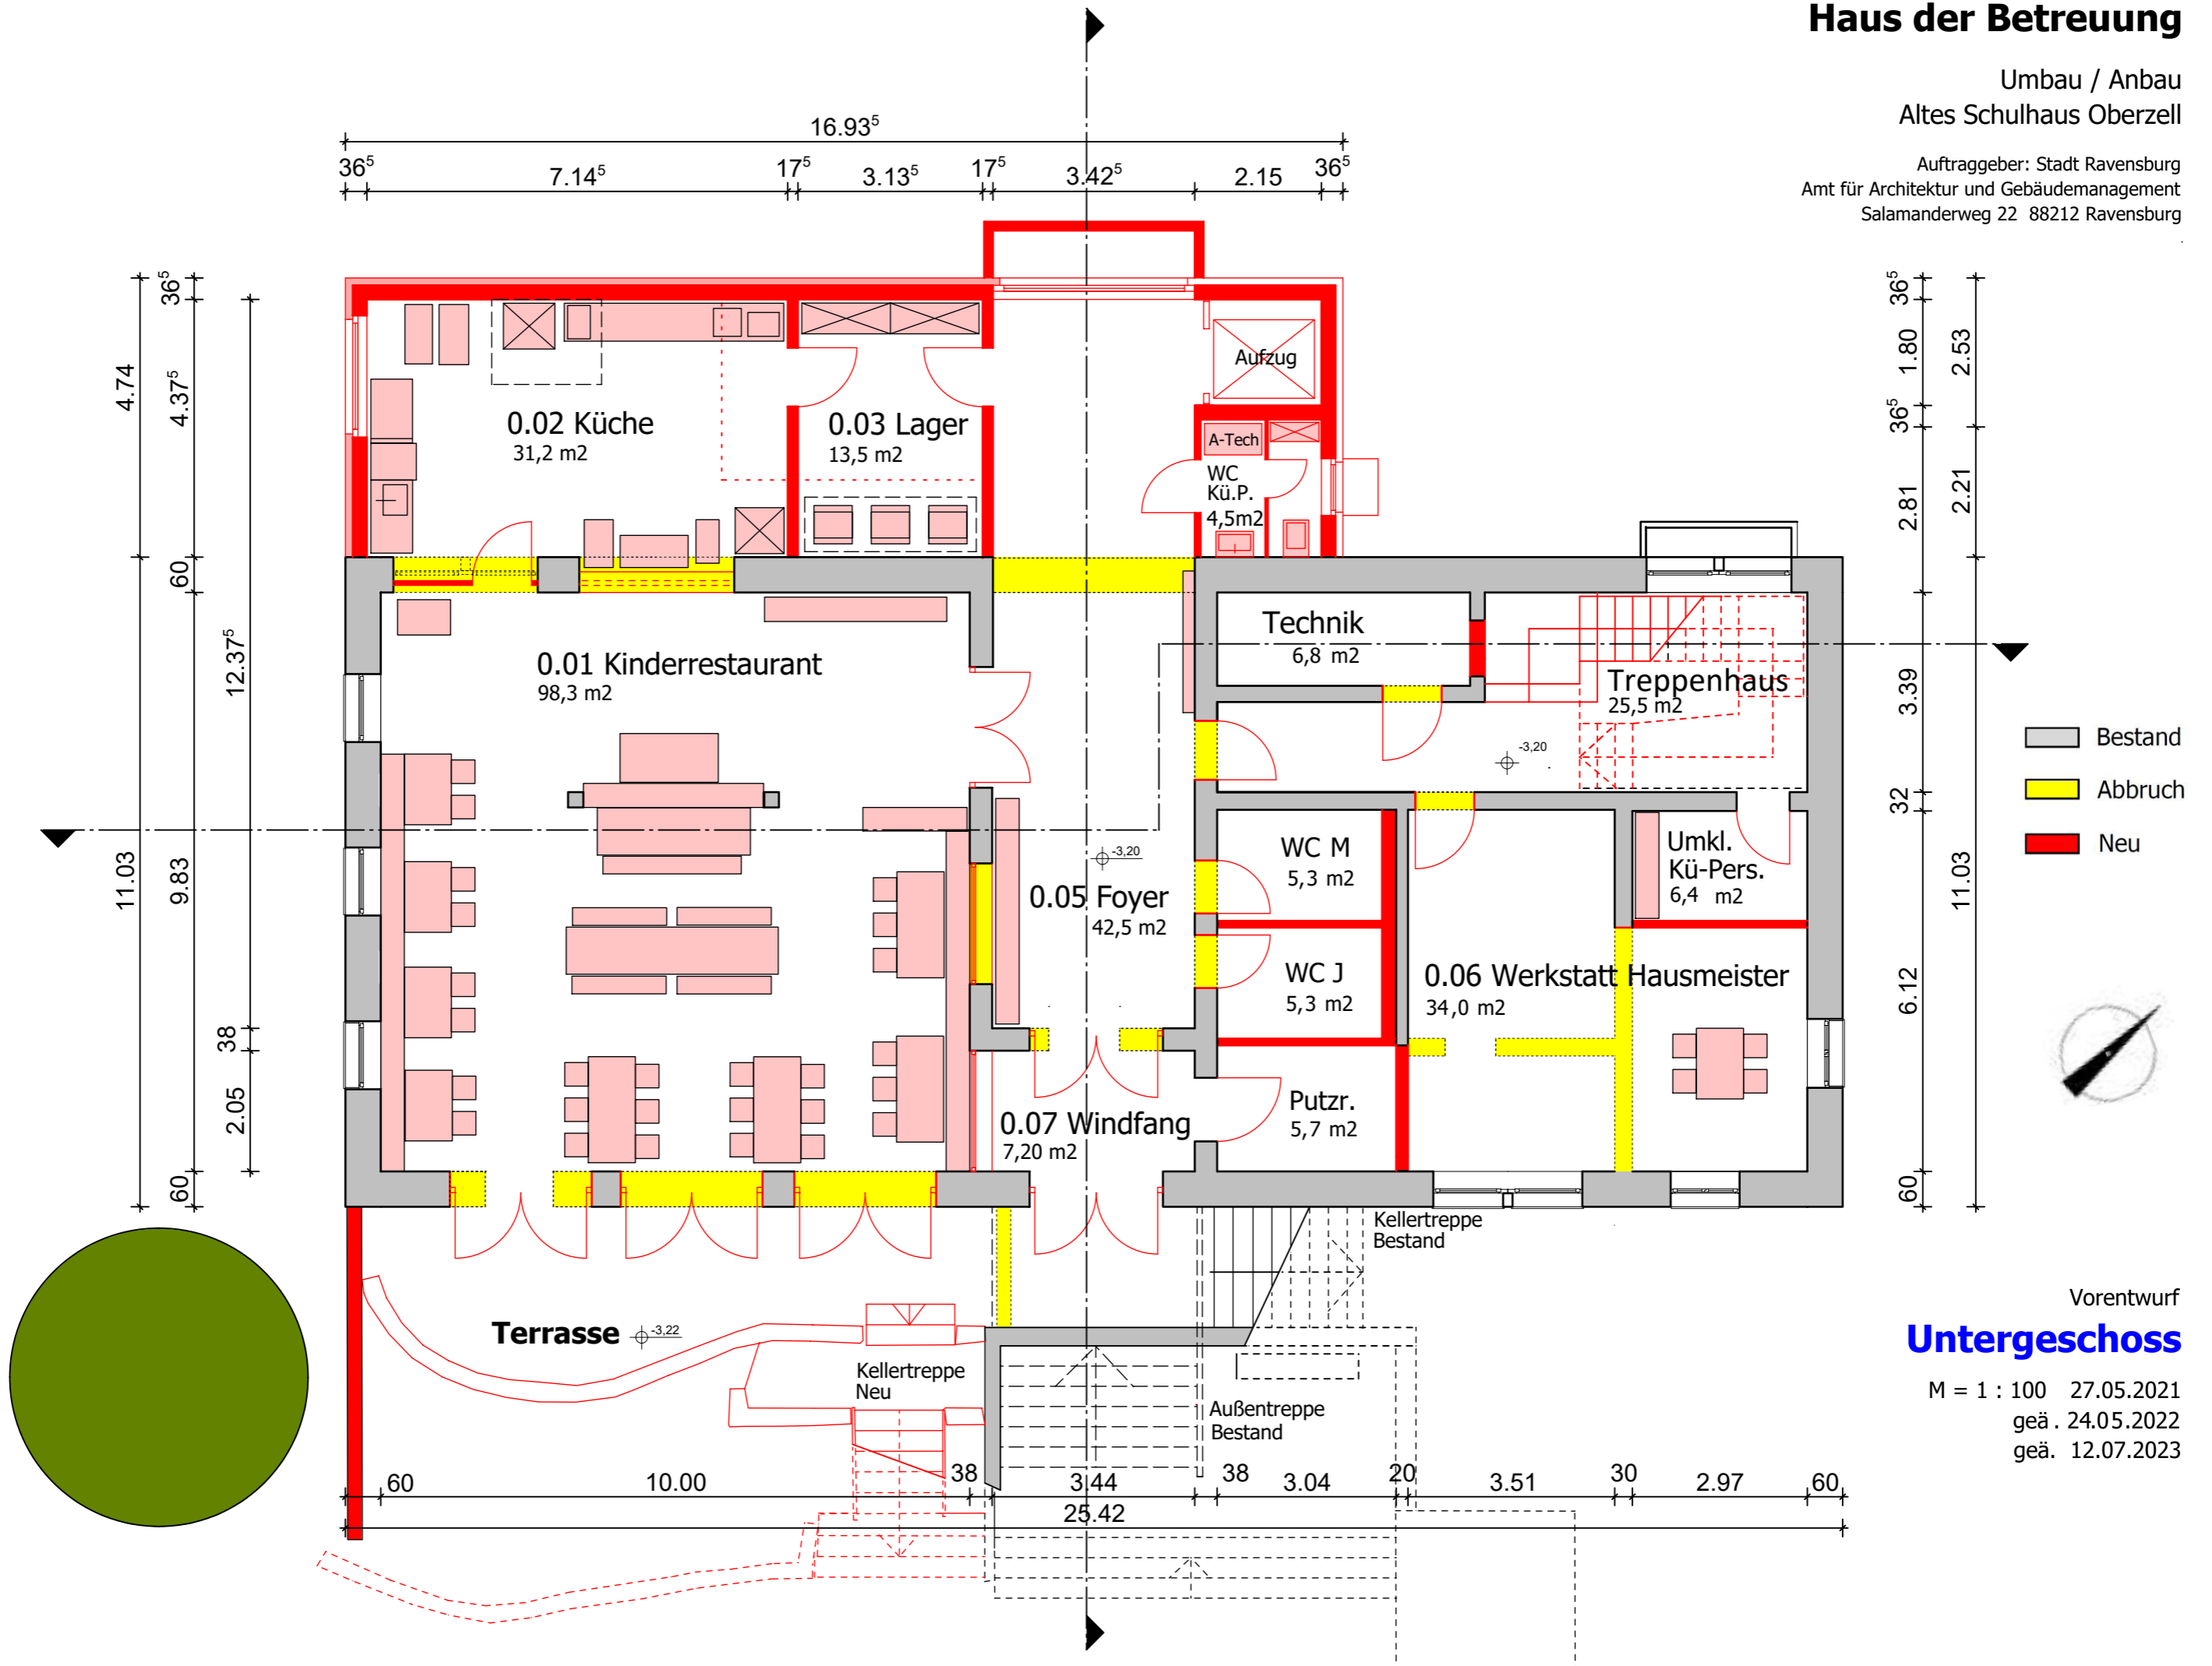 Haus der Betreuung
Umbau / Anbau
Altes Schulhaus Oberzell
Auftraggeber: Stadt Ravensburg
Amt für Architektur und Gebäudemanagement
Salamanderweg 22 88212 Ravensburg
16.93⁵
36⁵ 7.14⁵ 17⁵ 3.13⁵ 17⁵ 3.42⁵ 2.15 36⁵
4.74
11.03
36⁵
4.37⁵
60
9.83
60
12.37⁵
38
2.05
36⁵
1.80
36⁵
2.81
3.39
32
6.12
60
2.53
2.21
11.03
0.02 Küche
31,2 m2
0.03 Lager
13,5 m2
Aufzug
A-Tech
WC
Kü.P.
4,5m2
0.01 Kinderrestaurant
98,3 m2
Technik
6,8 m2
Treppenhaus
25,5 m2
-3,20
Bestand
Abbruch
Neu
WC M
5,3 m2
Umkl.
Kü-Pers.
6,4 m2
-3,20
0.05 Foyer
42,5 m2
WC J
5,3 m2
0.06 Werkstatt Hausmeister
34,0 m2
0.07 Windfang
7,20 m2
Putzr.
5,7 m2
Kellertreppe
Bestand
Terrasse
-3,22
Kellertreppe
Neu
Außentreppe
Bestand
Vorentwurf
Untergeschoss
M = 1 : 100 27.05.2021
geä. 24.05.2022
geä. 12.07.2023
60 10.00 38 3.44 38 3.04 20 3.51 30 2.97 60
25.42